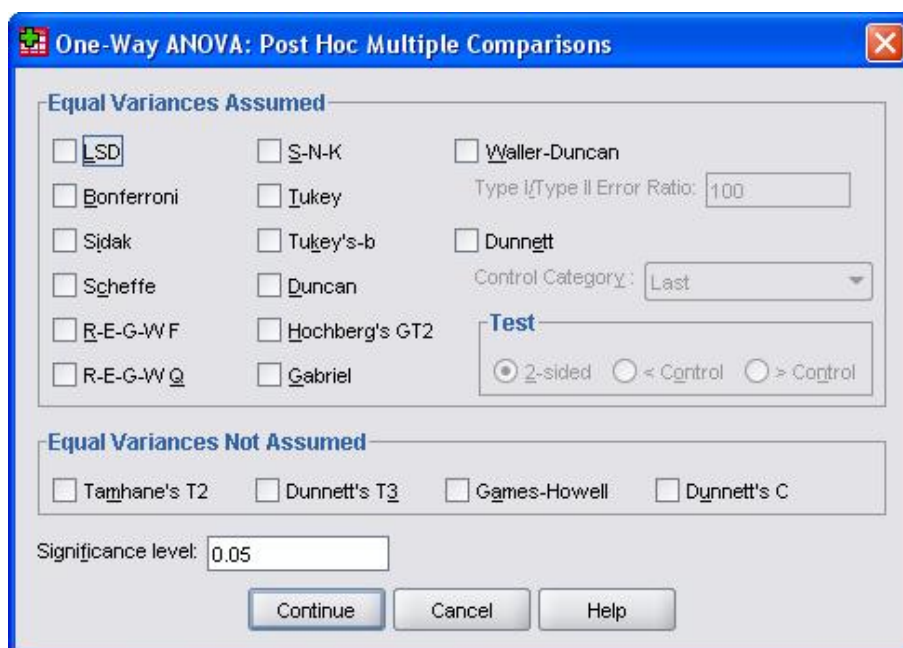 One-Way ANOVA: Post Hoc Multiple Comparisons
Equal Variances Assumed
LSD
S-N-K
Waller-Duncan
Bonferroni
Tukey
Type I/Type II Error Ratio: 100
Sidak
Tukey's-b
Dunnett
Scheffe
Duncan
Control Category: Last
R-E-G-W F
Hochberg's GT2
Test
R-E-G-W Q
Gabriel
2-sided
< Control
> Control
Equal Variances Not Assumed
Tamhane's T2
Dunnett's T3
Games-Howell
Dunnett's C
Significance level: 0.05
Continue
Cancel
Help